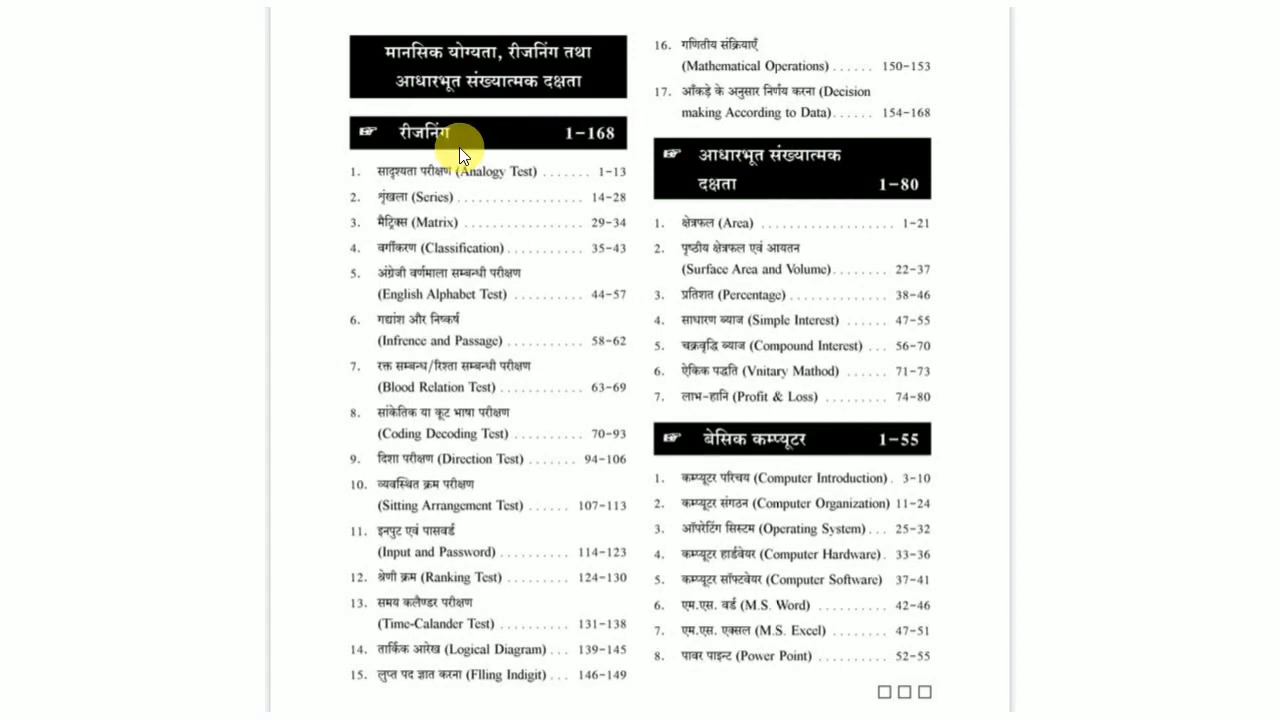 मानसिक योग्यता, रीजनिंग तथा
आधारभूत संख्यात्मक दक्षता
☞ रीजनिंग 1-168
1. सादृश्यता परीक्षण (Analogy Test) ....... 1-13
2. शृंखला (Series) .................. 14-28
3. मैट्रिक्स (Matrix) ................. 29-34
4. वर्गीकरण (Classification) ........... 35-43
5. अंग्रेजी वर्णमाला सम्बन्धी परीक्षण
(English Alphabet Test) .......... 44-57
6. गद्यांश और निष्कर्ष
(Infrence and Passage) ........... 58-62
7. रक्त सम्बन्ध/रिश्ता सम्बन्धी परीक्षण
(Blood Relation Test) ............ 63-69
8. सांकेतिक या कूट भाषा परीक्षण
(Coding Decoding Test) .......... 70-93
9. दिशा परीक्षण (Direction Test) ....... 94-106
10. व्यवस्थित क्रम परीक्षण
(Sitting Arrangement Test) ...... 107-113
11. इनपुट एवं पासवर्ड
(Input and Password) .......... 114-123
12. श्रेणी क्रम (Ranking Test) ......... 124-130
13. समय कलैण्डर परीक्षण
(Time-Calander Test) .......... 131-138
14. तार्किक आरेख (Logical Diagram) ... 139-145
15. लुप्त पद ज्ञात करना (Flling Indigit) ... 146-149
16. गणितीय संक्रियाएँ
(Mathematical Operations) ...... 150-153
17. आँकड़े के अनुसार निर्णय करना (Decision
making According to Data) ...... 154-168
☞ आधारभूत संख्यात्मक
दक्षता 1-80
1. क्षेत्रफल (Area) ................... 1-21
2. पृष्ठीय क्षेत्रफल एवं आयतन
(Surface Area and Volume) ........ 22-37
3. प्रतिशत (Percentage) ............. 38-46
4. साधारण ब्याज (Simple Interest) ...... 47-55
5. चक्रवृद्धि ब्याज (Compound Interest) ... 56-70
6. ऐकिक पद्धति (Vnitary Mathod) ...... 71-73
7. लाभ-हानि (Profit & Loss) ......... 74-80
☞ बेसिक कम्प्यूटर 1-55
1. कम्प्यूटर परिचय (Computer Introduction) . 3-10
2. कम्प्यूटर संगठन (Computer Organization) 11-24
3. ऑपरेटिंग सिस्टम (Operating System) ... 25-32
4. कम्प्यूटर हार्डवेयर (Computer Hardware) . 33-36
5. कम्प्यूटर सॉफ्टवेयर (Computer Software) 37-41
6. एम.एस. वर्ड (M.S. Word) .......... 42-46
7. एम.एस. एक्सल (M.S. Excel) ........ 47-51
8. पावर पाइन्ट (Power Point) .......... 52-55